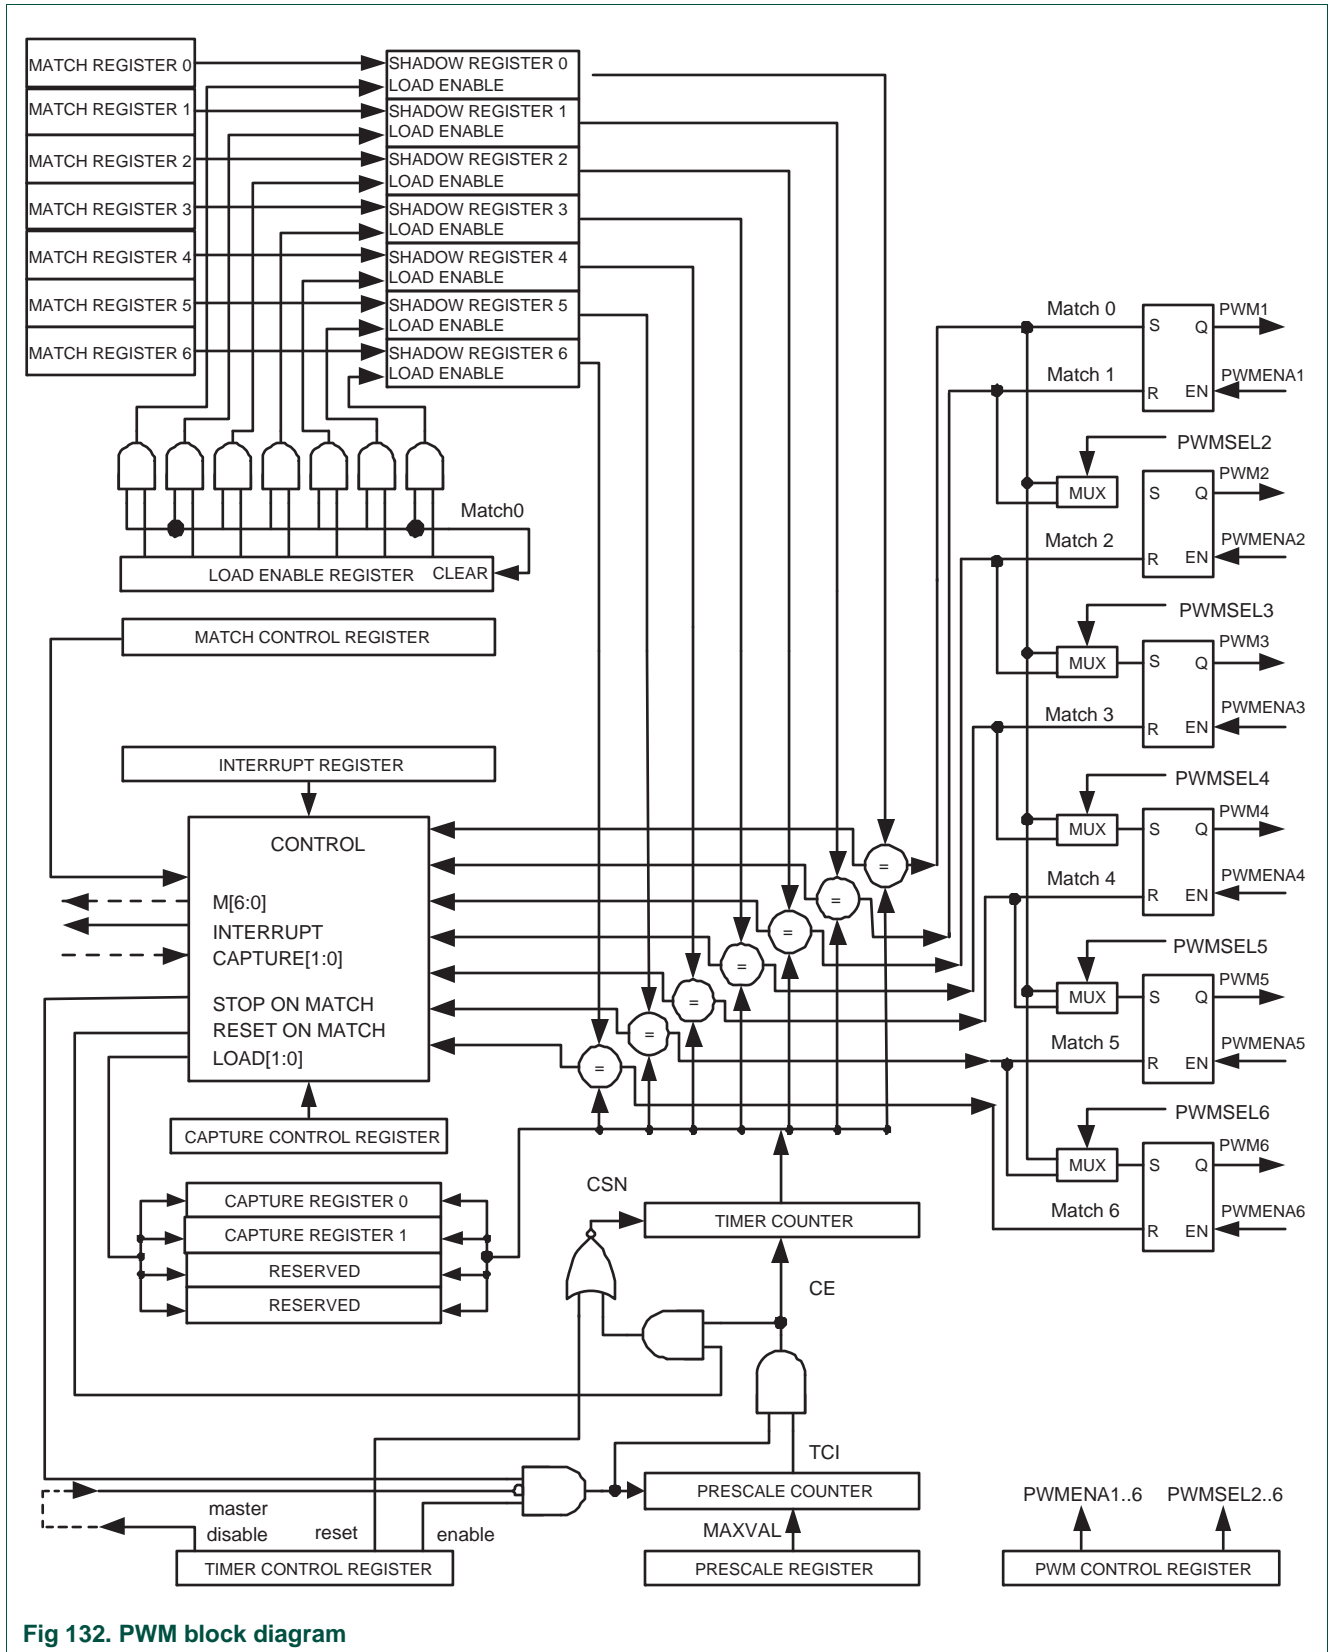 MATCH REGISTER 0
MATCH REGISTER 1
MATCH REGISTER 2
MATCH REGISTER 3
MATCH REGISTER 4
MATCH REGISTER 5
MATCH REGISTER 6
SHADOW REGISTER 0
LOAD ENABLE
SHADOW REGISTER 1
LOAD ENABLE
SHADOW REGISTER 2
LOAD ENABLE
SHADOW REGISTER 3
LOAD ENABLE
SHADOW REGISTER 4
LOAD ENABLE
SHADOW REGISTER 5
LOAD ENABLE
SHADOW REGISTER 6
LOAD ENABLE
Match0
LOAD ENABLE REGISTER CLEAR
MATCH CONTROL REGISTER
INTERRUPT REGISTER
CONTROL
M[6:0]
INTERRUPT
CAPTURE[1:0]
STOP ON MATCH
RESET ON MATCH
LOAD[1:0]
CAPTURE CONTROL REGISTER
CAPTURE REGISTER 0
CAPTURE REGISTER 1
RESERVED
RESERVED
=
=
=
=
=
=
=
Match 0
S Q PWM1
Match 1
R EN PWMENA1
PWMSEL2
MUX
S Q PWM2
Match 2
R EN PWMENA2
PWMSEL3
MUX
S Q PWM3
Match 3
R EN PWMENA3
PWMSEL4
MUX
S Q PWM4
Match 4
R EN PWMENA4
PWMSEL5
MUX
S Q PWM5
Match 5
R EN PWMENA5
PWMSEL6
MUX
S Q PWM6
Match 6
R EN PWMENA6
CSN
TIMER COUNTER
CE
TCI
PRESCALE COUNTER
MAXVAL
PRESCALE REGISTER
master
disable
reset
enable
TIMER CONTROL REGISTER
PWMENA1..6 PWMSEL2..6
PWM CONTROL REGISTER
Fig 132. PWM block diagram